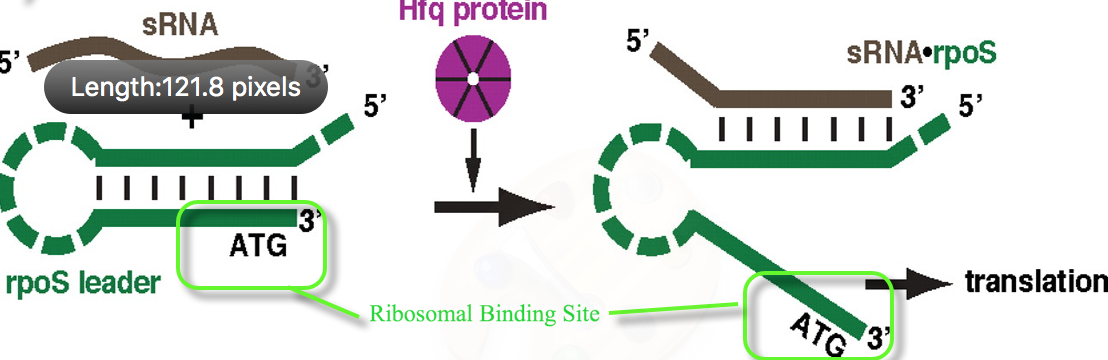 Hfq protein
sRNA
5’
3’
Length:121.8 pixels
+
5’
3’
ATG
rpoS leader
Ribosomal Binding Site
5’
sRNA•rpoS
3’
5’
translation
ATG
3’